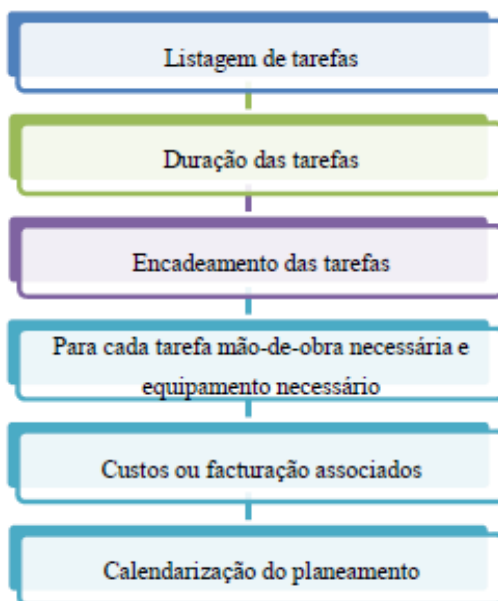 Listagem de tarefas
Duração das tarefas
Encadeamento das tarefas
Para cada tarefa mão-de-obra necessária e
equipamento necessário
Custos ou facturação associados
Calendarização do planeamento